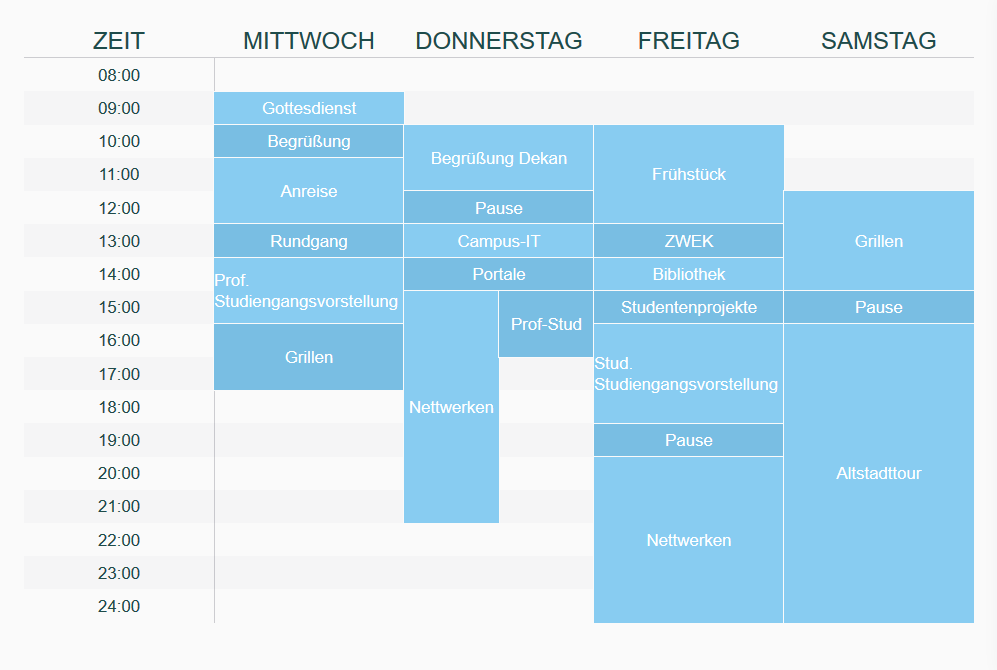 ZEIT MITTWOCH DONNERSTAG FREITAG SAMSTAG
08:00
09:00 Gottesdienst
10:00 Begrüßung
Begrüßung Dekan
11:00 Frühstück
Anreise
12:00 Pause
13:00 Rundgang Campus-IT ZWEK Grillen
14:00 Portale Bibliothek
Prof.
Studiengangsvorstellung
15:00 Studentenprojekte Pause
Prof-Stud
16:00
Grillen
17:00
Stud.
Studiengangsvorstellung
18:00 Nettwerken
19:00 Pause
20:00 Altstadttour
21:00
22:00 Nettwerken
23:00
24:00